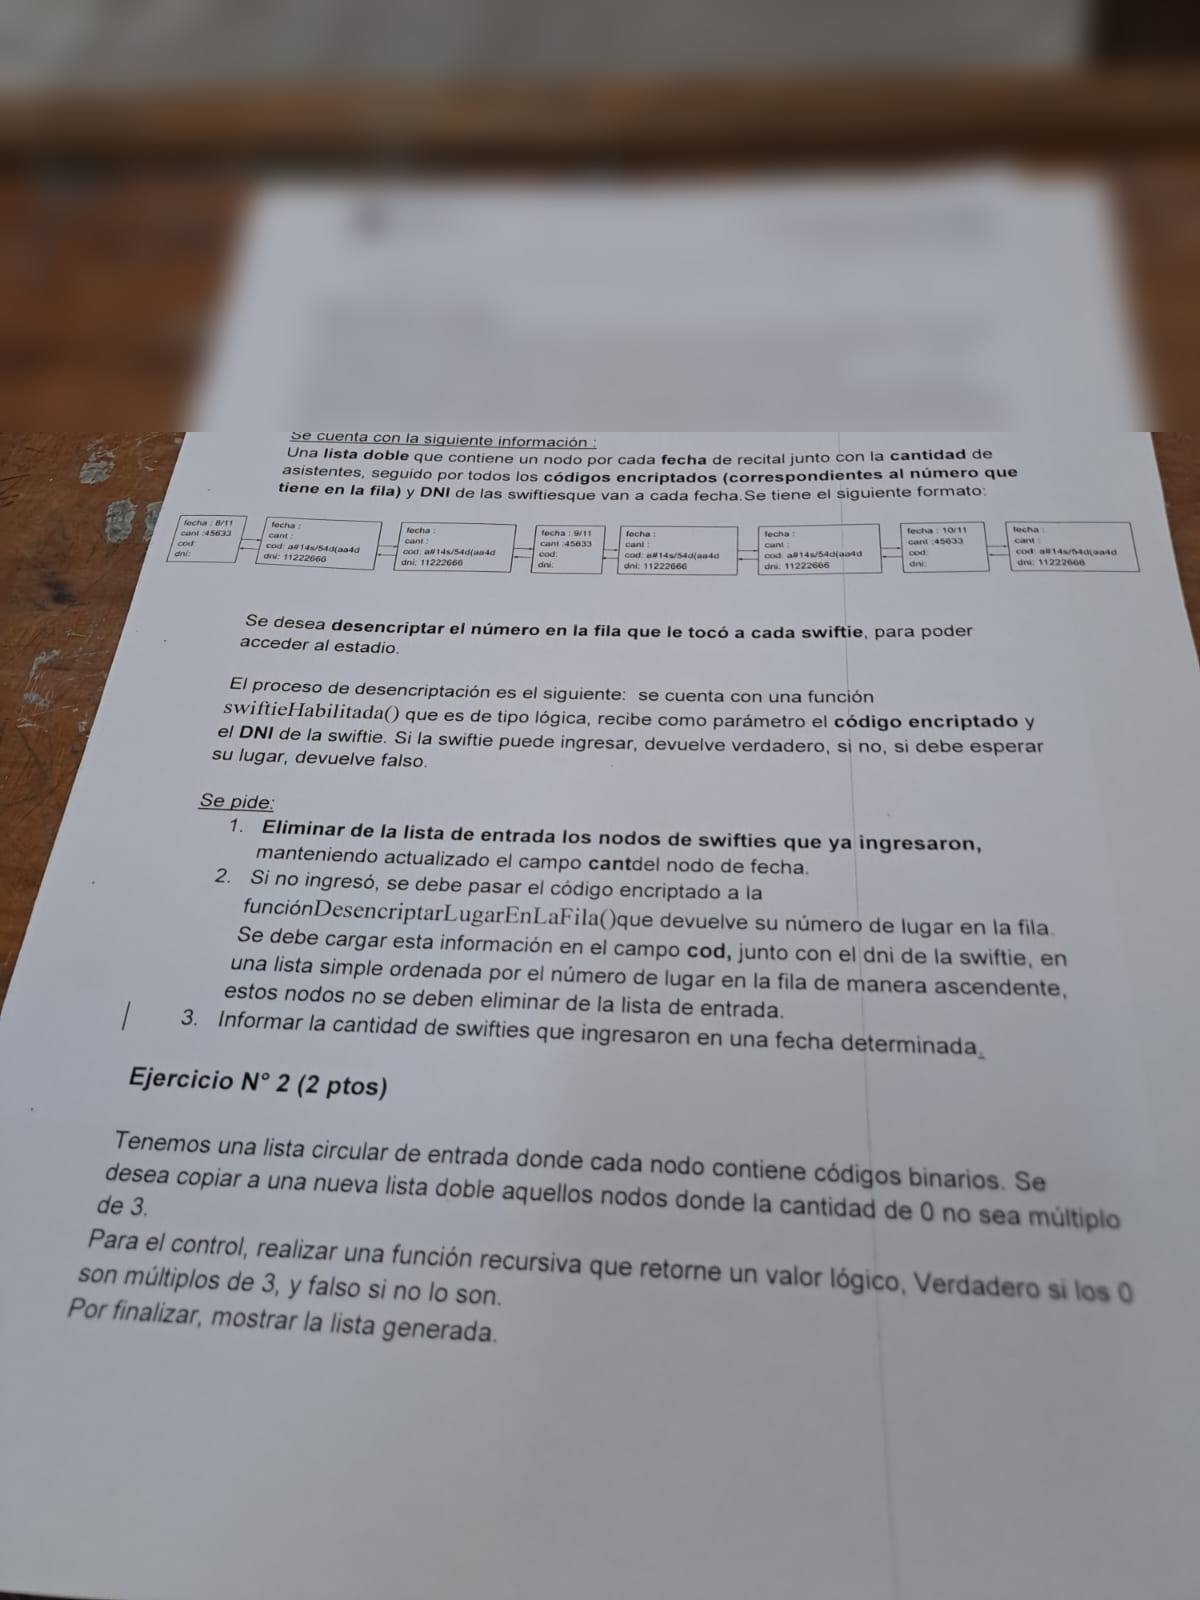 Se cuenta con la siguiente información :
Una lista doble que contiene un nodo por cada fecha de recital junto con la cantidad de
asistentes, seguido por todos los códigos encriptados (correspondientes al número que
tiene en la fila) y DNI de las swiftiesque van a cada fecha.Se tiene el siguiente formato:
fecha : 8/11
cant :45633
cod:
dni:
fecha :
cant :
cod: a#14s/54d(aa4d
dni: 11222666
fecha :
cant :
cod: a#14s/54d(aa4d
dni: 11222666
fecha : 9/11
cant :45633
cod:
dni:
fecha :
cant :
cod: a#14s/54d(aa4d
dni: 11222666
fecha :
cant :
cod: a#14s/54d(aa4d
dni: 11222666
fecha : 10/11
cant :45633
cod:
dni:
fecha :
cant :
cod: a#14s/54d(aa4d
dni: 11222666
Se desea desencriptar el número en la fila que le tocó a cada swiftie, para poder
acceder al estadio.
El proceso de desencriptación es el siguiente: se cuenta con una función
swiftieHabilitada() que es de tipo lógica, recibe como parámetro el código encriptado y
el DNI de la swiftie. Si la swiftie puede ingresar, devuelve verdadero, si no, si debe esperar
su lugar, devuelve falso.
Se pide:
1. Eliminar de la lista de entrada los nodos de swifties que ya ingresaron,
manteniendo actualizado el campo cantdel nodo de fecha.
2. Si no ingresó, se debe pasar el código encriptado a la
funciónDesencriptarLugarEnLaFila()que devuelve su número de lugar en la fila.
Se debe cargar esta información en el campo cod, junto con el dni de la swiftie, en
una lista simple ordenada por el número de lugar en la fila de manera ascendente,
estos nodos no se deben eliminar de la lista de entrada.
3. Informar la cantidad de swifties que ingresaron en una fecha determinada.
Ejercicio N° 2 (2 ptos)
Tenemos una lista circular de entrada donde cada nodo contiene códigos binarios. Se
desea copiar a una nueva lista doble aquellos nodos donde la cantidad de 0 no sea múltiplo
de 3.
Para el control, realizar una función recursiva que retorne un valor lógico, Verdadero si los 0
son múltiplos de 3, y falso si no lo son.
Por finalizar, mostrar la lista generada.